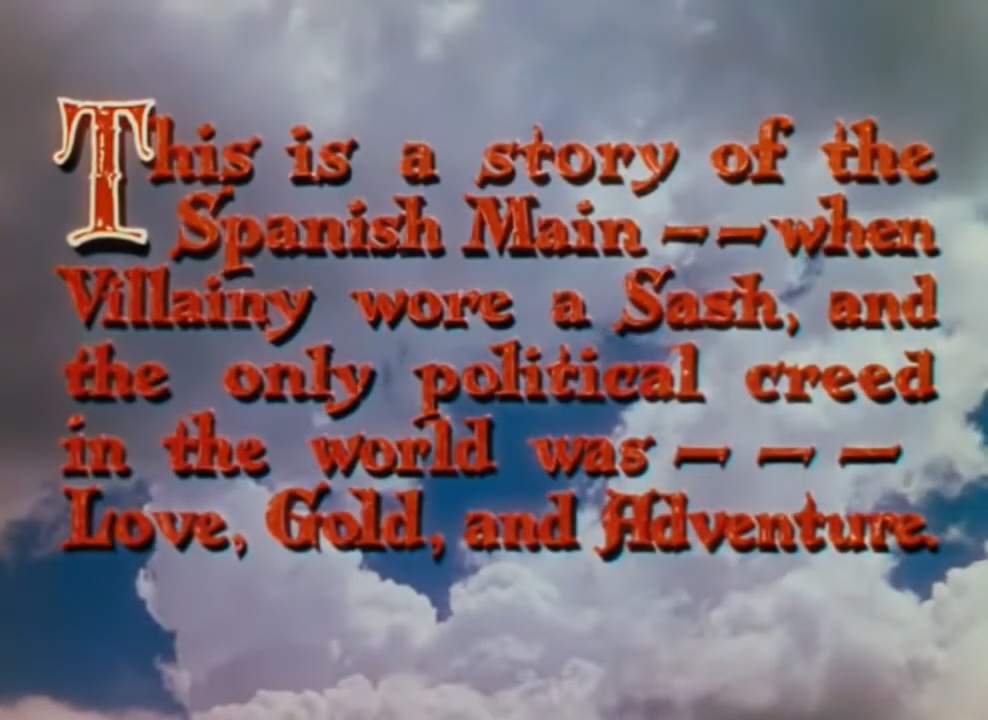 This is a story of the
Spanish Main -- when
Villainy wore a Sash, and
the only political creed
in the world was - - -
Love, Gold, and Adventure.